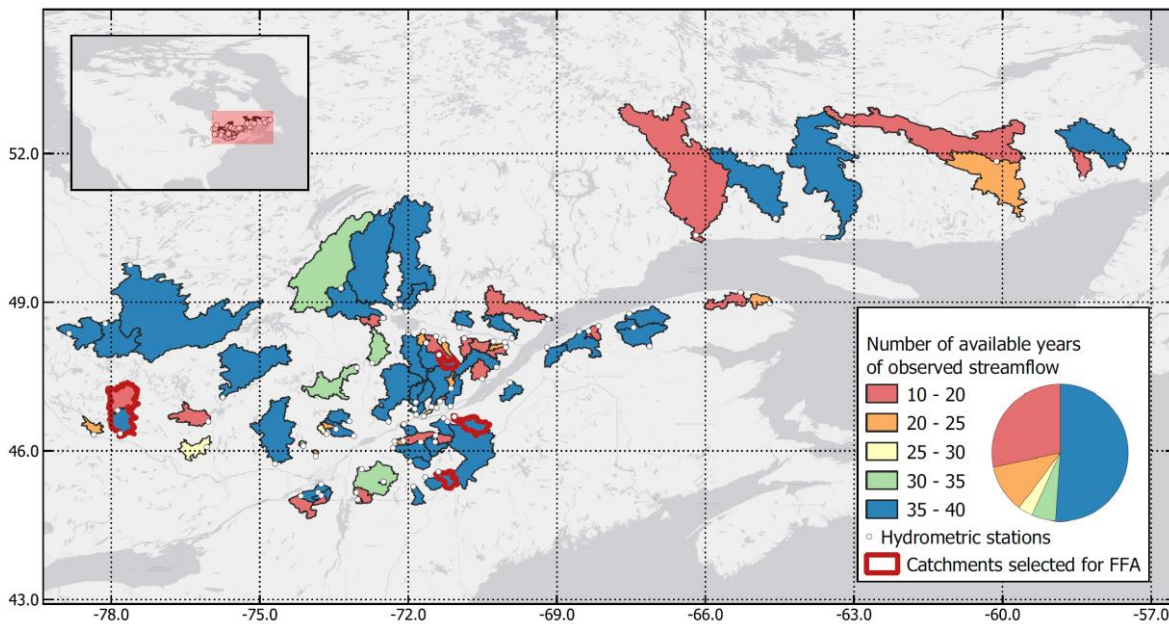 52.0
49.0
46.0
43.0
-78.0
-75.0
-72.0
-69.0
-66.0
-63.0
-60.0
-57.0
Number of available years
of observed streamflow
10 - 20
20 - 25
25 - 30
30 - 35
35 - 40
Hydrometric stations
Catchments selected for FFA